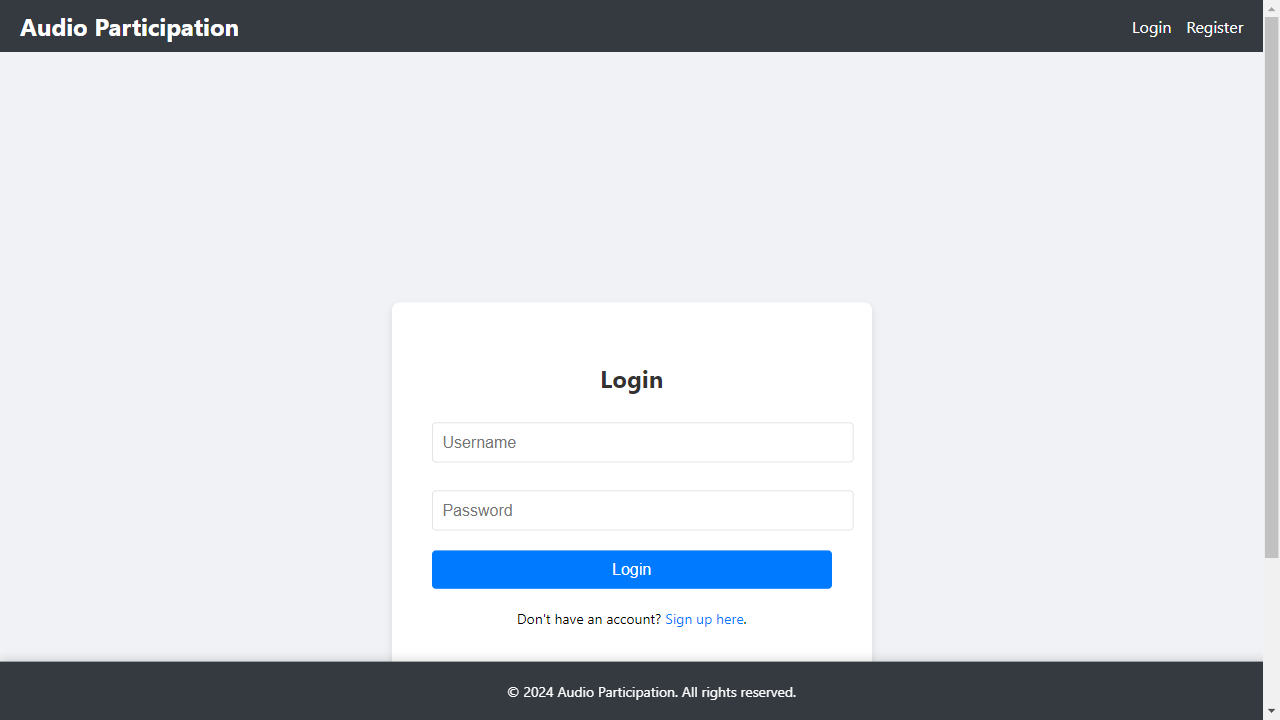 Audio Participation
Login Register
Login
Username
Password
Login
Don't have an account? Sign up here.
© 2024 Audio Participation. All rights reserved.